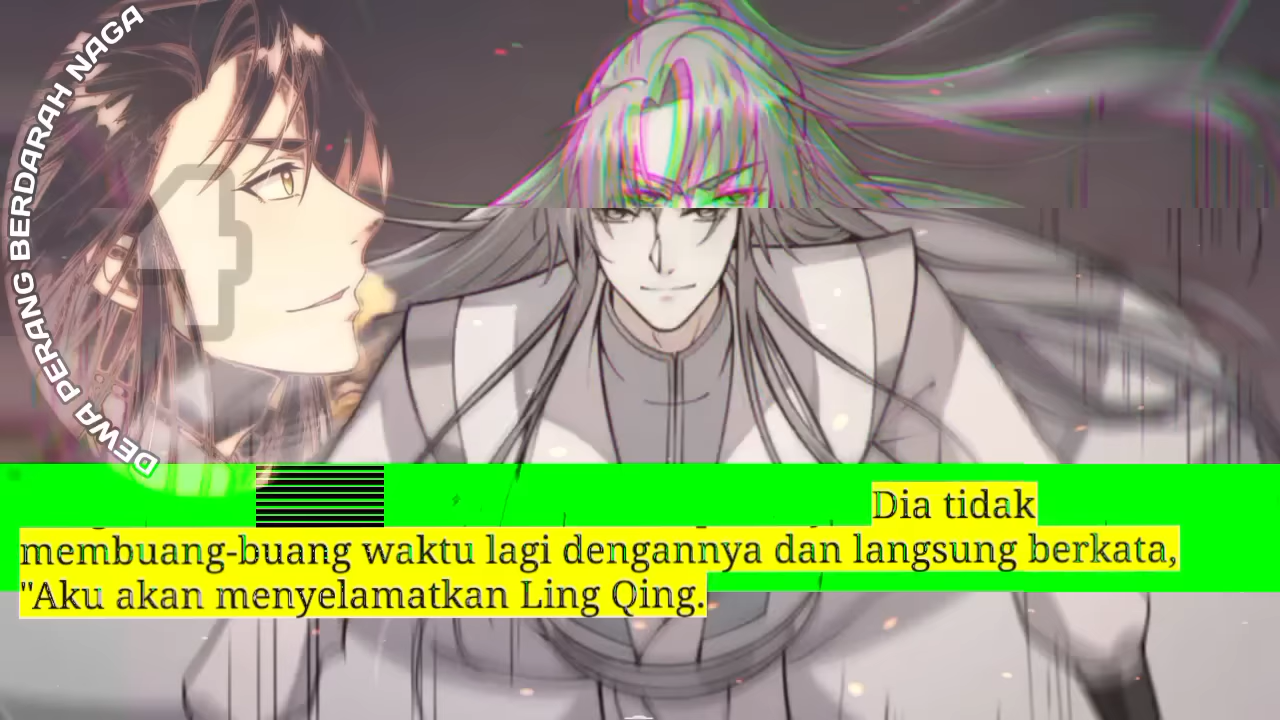 DEWA PERANG BERDARAH NAGA
Dia tidak
membuang-buang waktu lagi dengannya dan langsung berkata,
"Aku akan menyelamatkan Ling Qing.